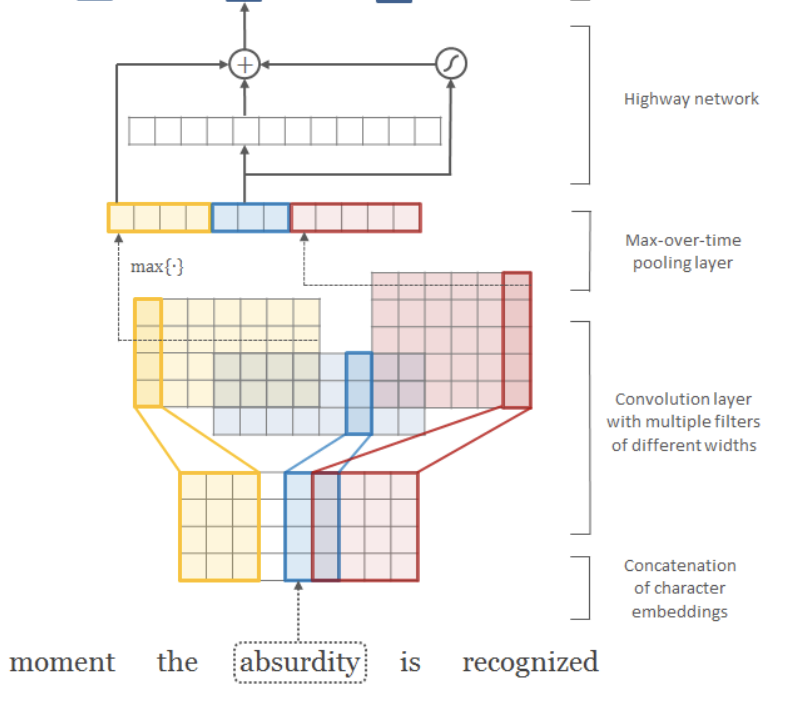 +
∫
Highway network
Max-over-time
pooling layer
max{·}
Convolution layer
with multiple filters
of different widths
Concatenation
of character
embeddings
moment the absurdity is recognized